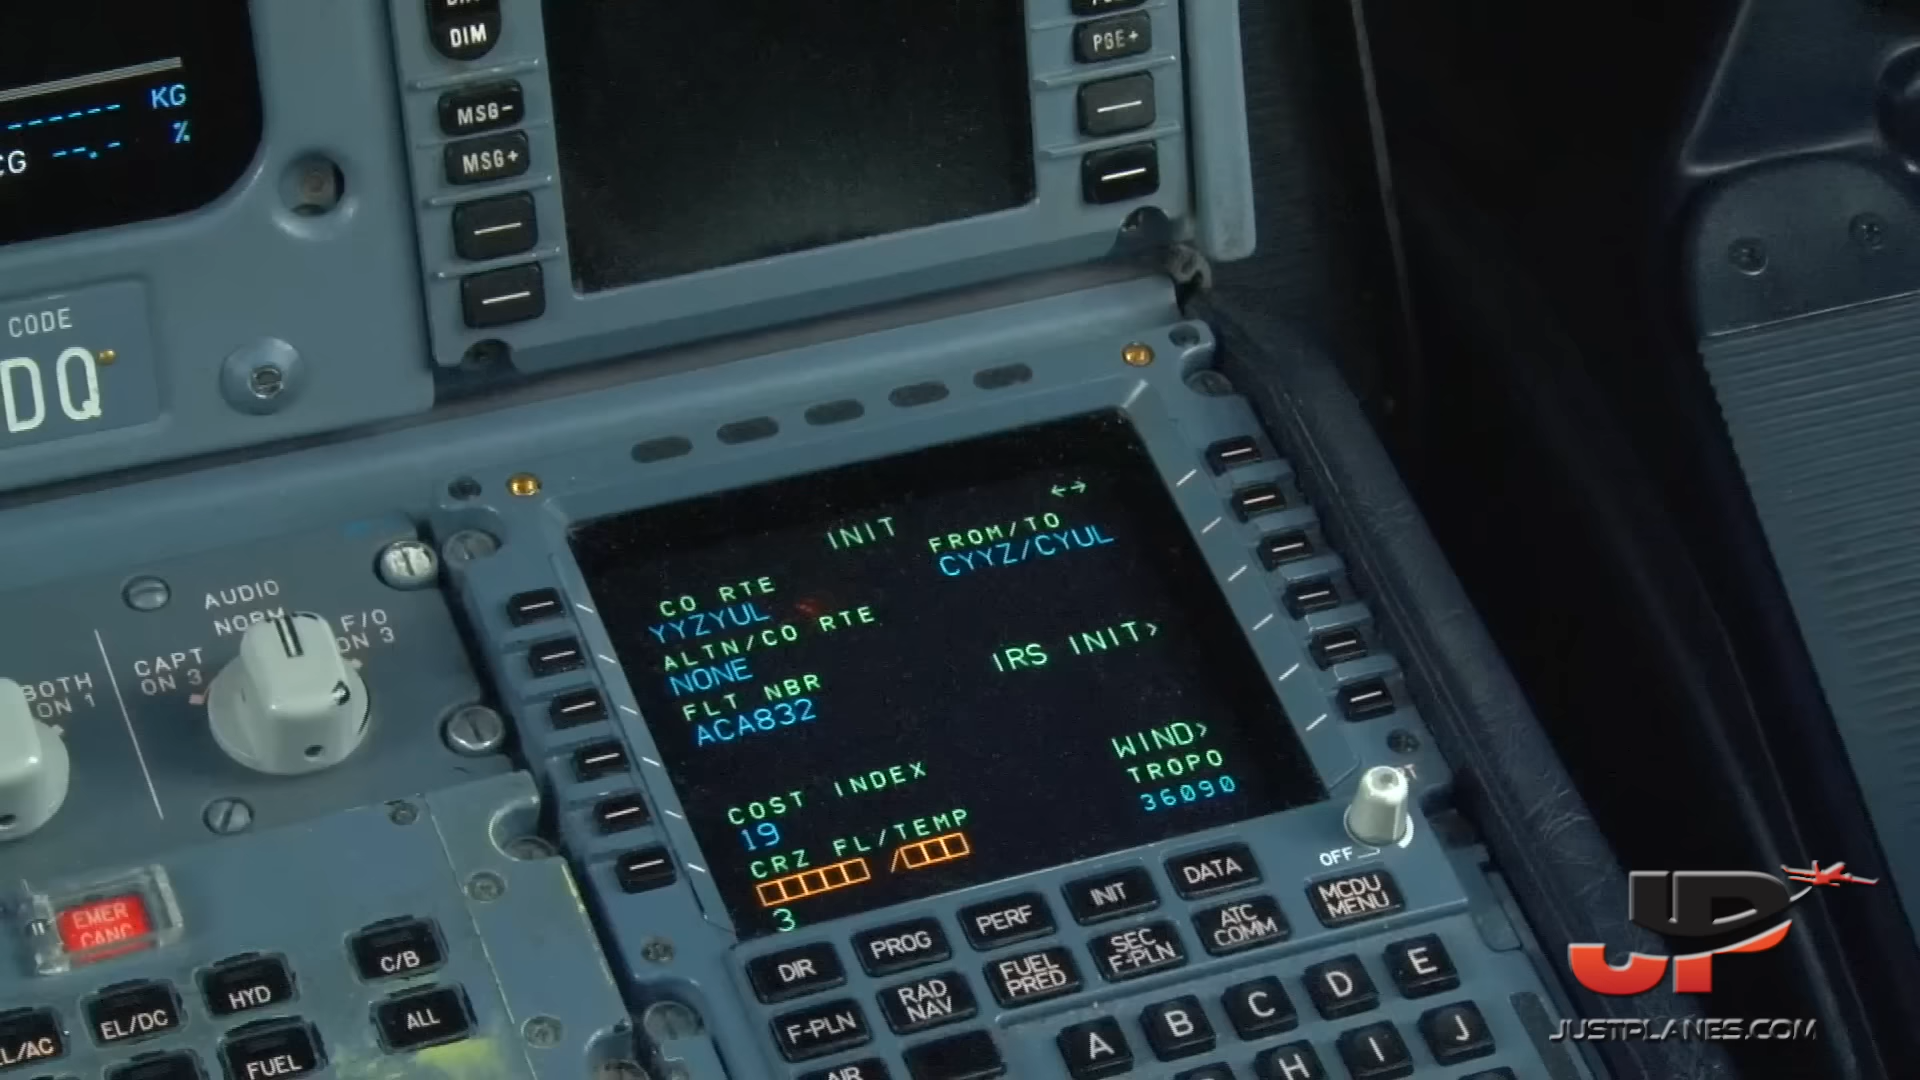 DIM
PGE+
KG
MSG-
%
MSG+
CG --.-
CODE
DQ
INIT
←→
FROM/TO
CYYZ/CYUL
CO RTE
YYZYUL
ALTN/CO RTE
NONE
IRS INIT>
FLT NBR
ACA832
WIND>
COST INDEX
TROPO
19
36090
CRZ FL/TEMP
/
3
AUDIO
NORM
F/O
ON 3
CAPT
ON 3
BOTH
ON 1
OFF
EMER
CANC
C/B
HYD
EL/DC
ALL
FUEL
DIR
PROG
PERF
INIT
DATA
MCDU
MENU
F-PLN
RAD
NAV
FUEL
PRED
SEC
F-PLN
ATC
COMM
AIR
A
B
C
D
E
H
I
J
JP
JUSTPLANES.COM